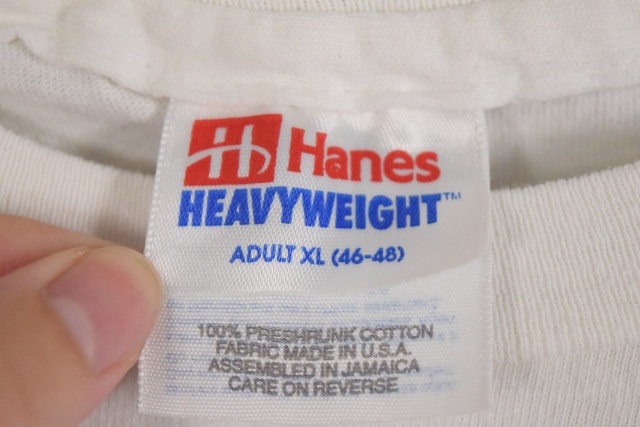 Hanes
HEAVYWEIGHT™
ADULT XL (46-48)
100% PRESHRUNK COTTON
FABRIC MADE IN U.S.A.
ASSEMBLED IN JAMAICA
CARE ON REVERSE